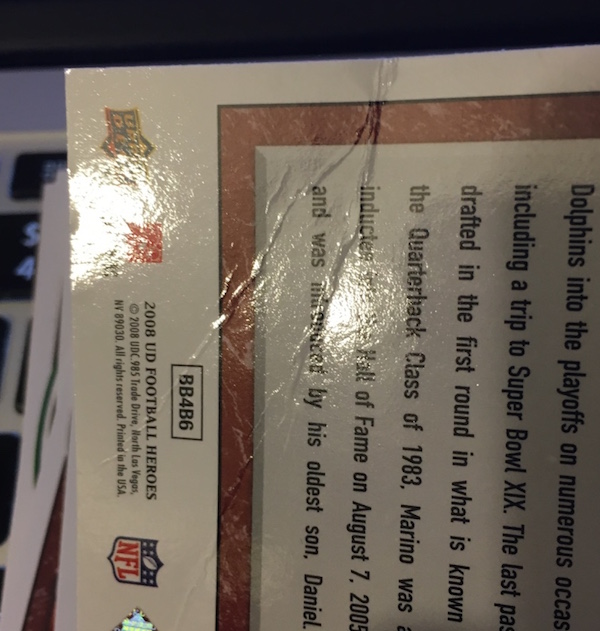 Dolphins into the playoffs on numerous occas
including a trip to Super Bowl XIX. The last pas
drafted in the first round in what is known
the Quarterback Class of 1983, Marino was a
inducted Hall of Fame on August 7, 2005
and was by his oldest son, Daniel.
BB4B6
2008 UD FOOTBALL HEROES
© 2008 UDC 985 Trade Drive, North Las Vegas,
NV 89030. All rights reserved. Printed in the USA.
NFL
$
4